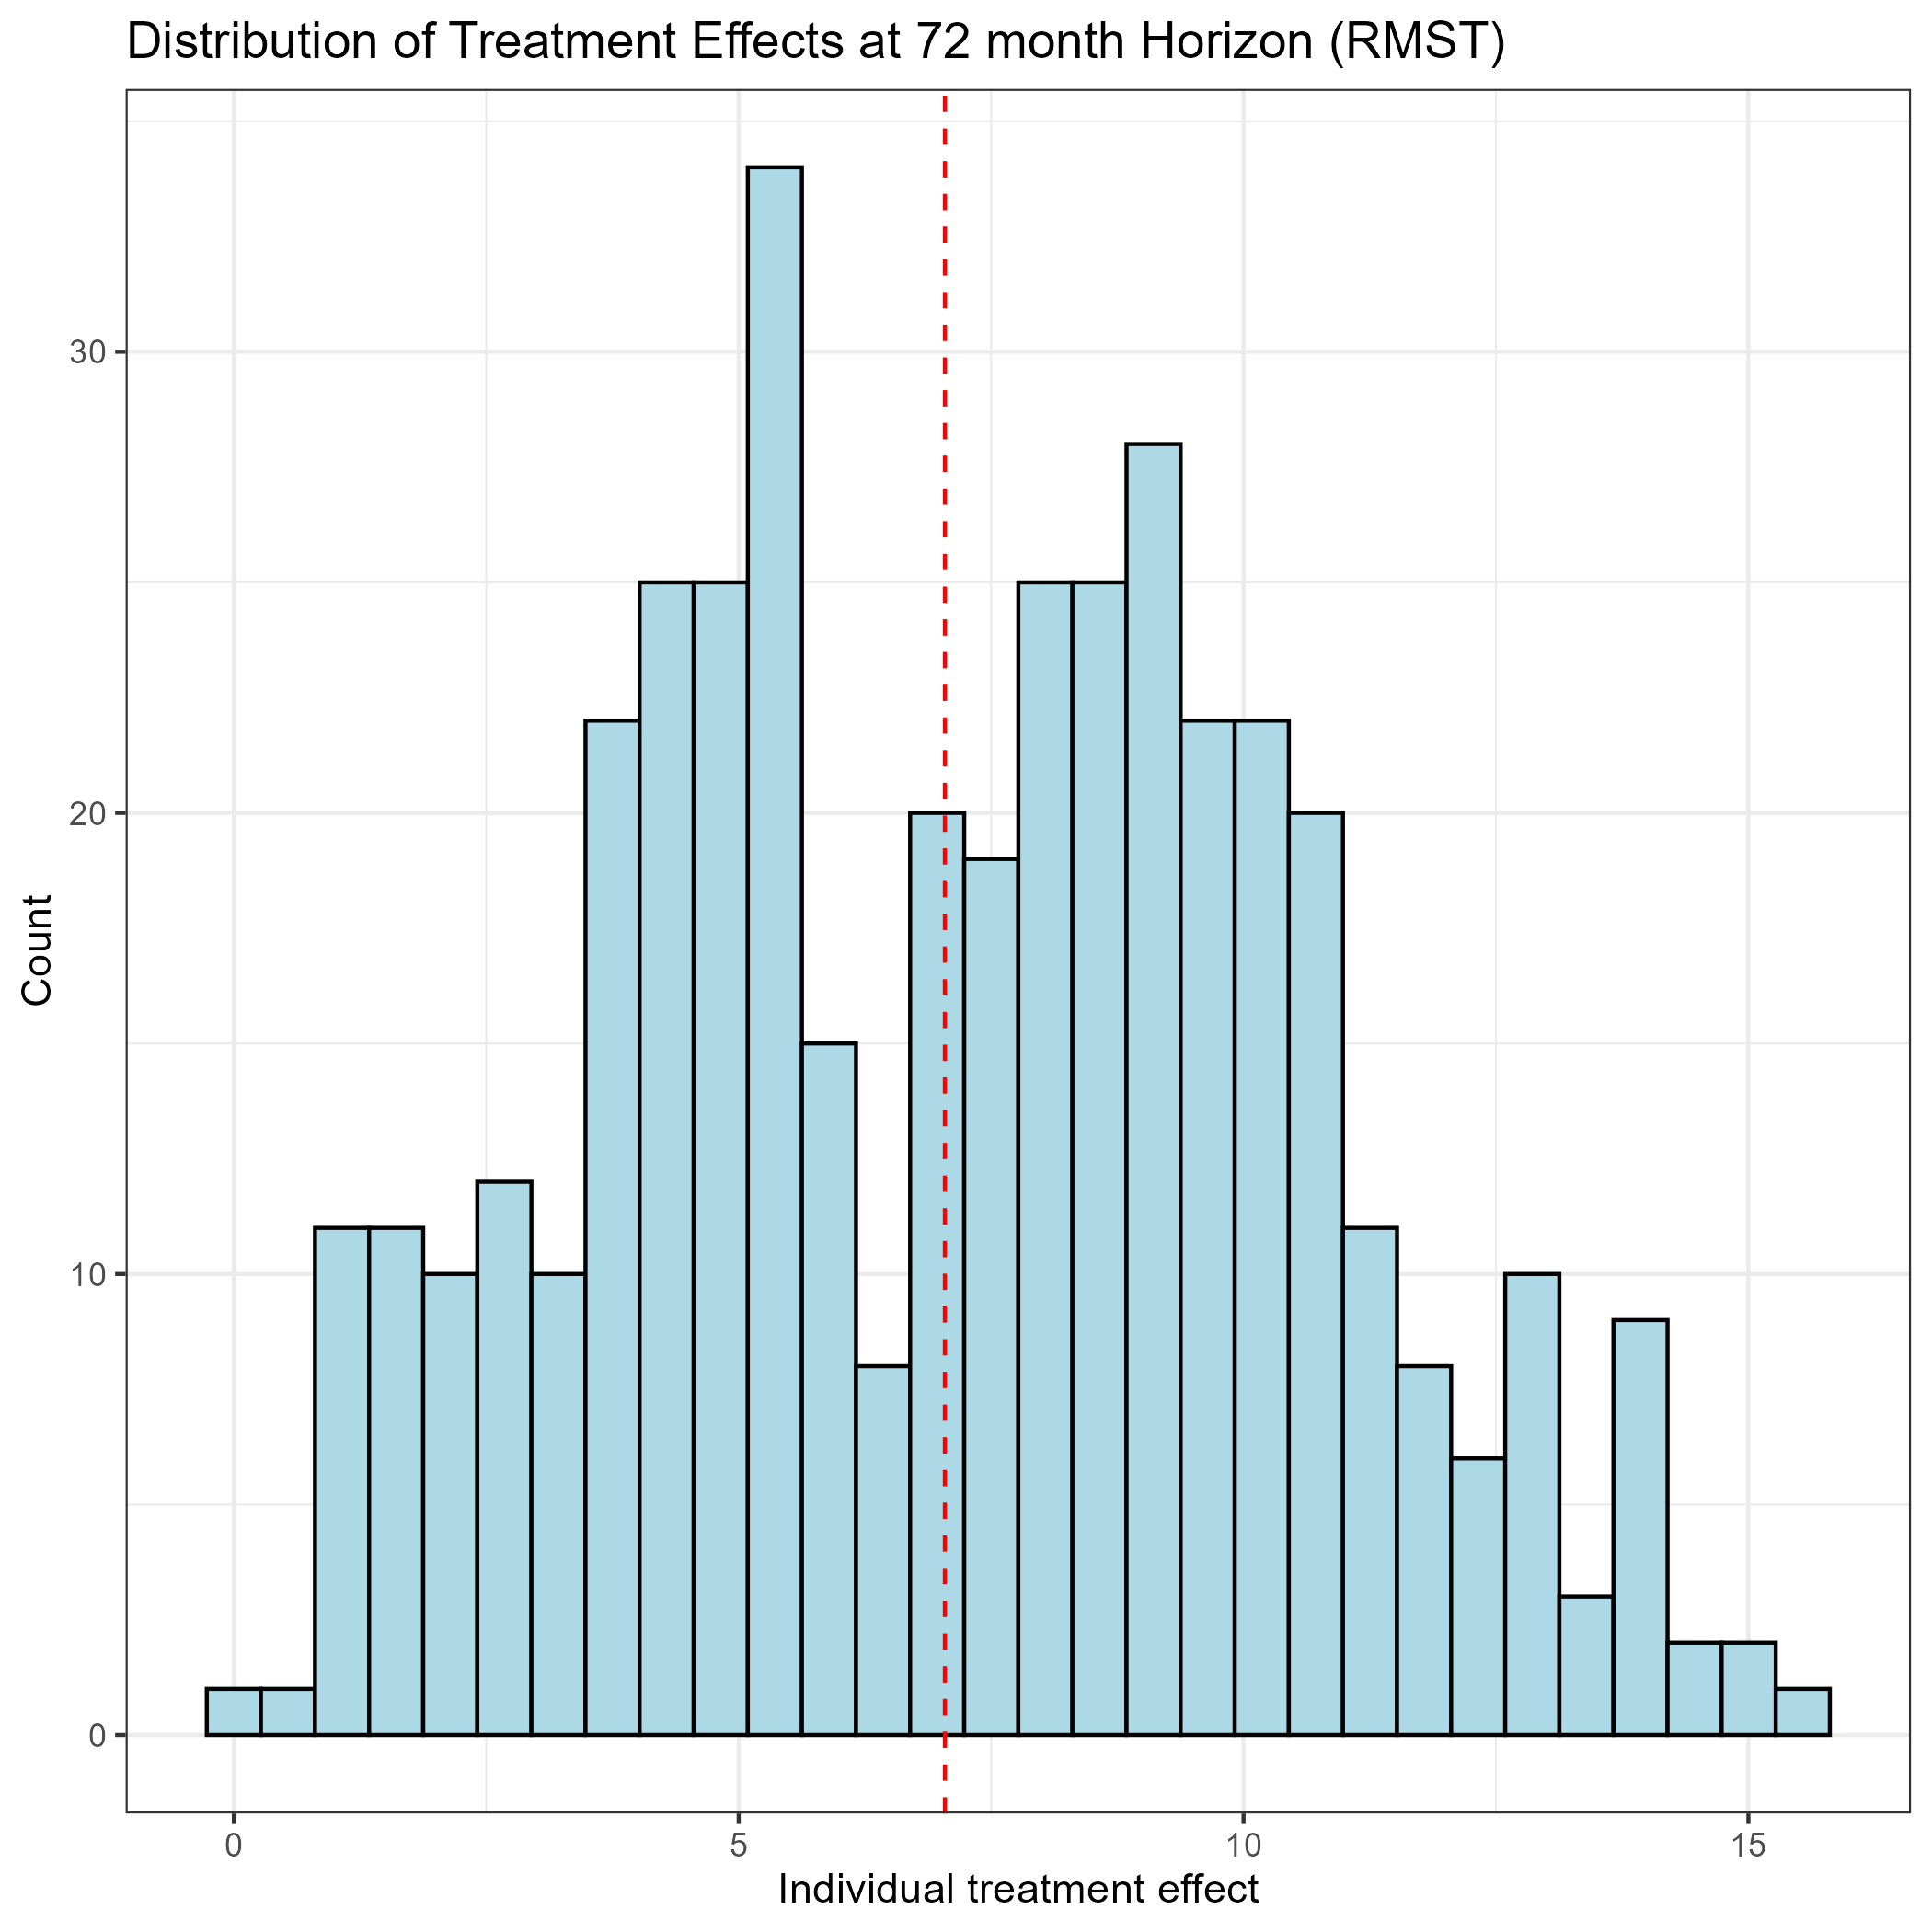 Distribution of Treatment Effects at 72 month Horizon (RMST)
30
20
10
0
Count
0 5 10 15
Individual treatment effect